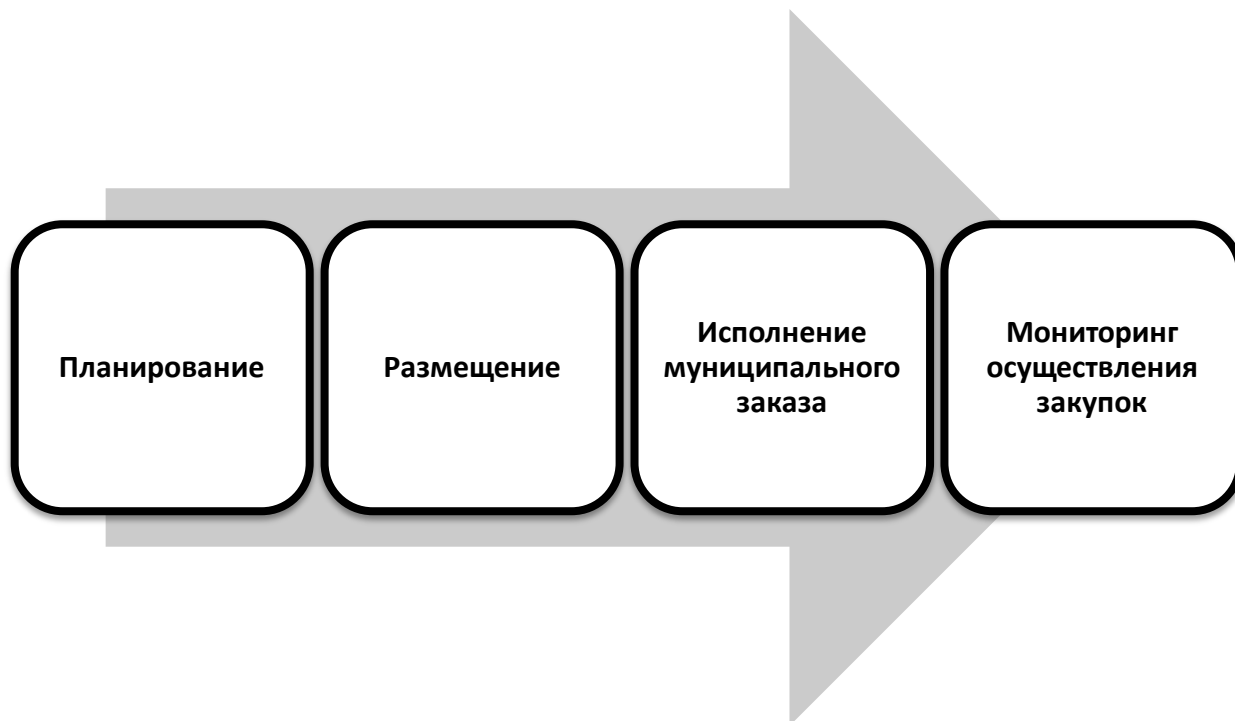 Планирование
Размещение
Исполнение
муниципального
заказа
Мониторинг
осуществления
закупок